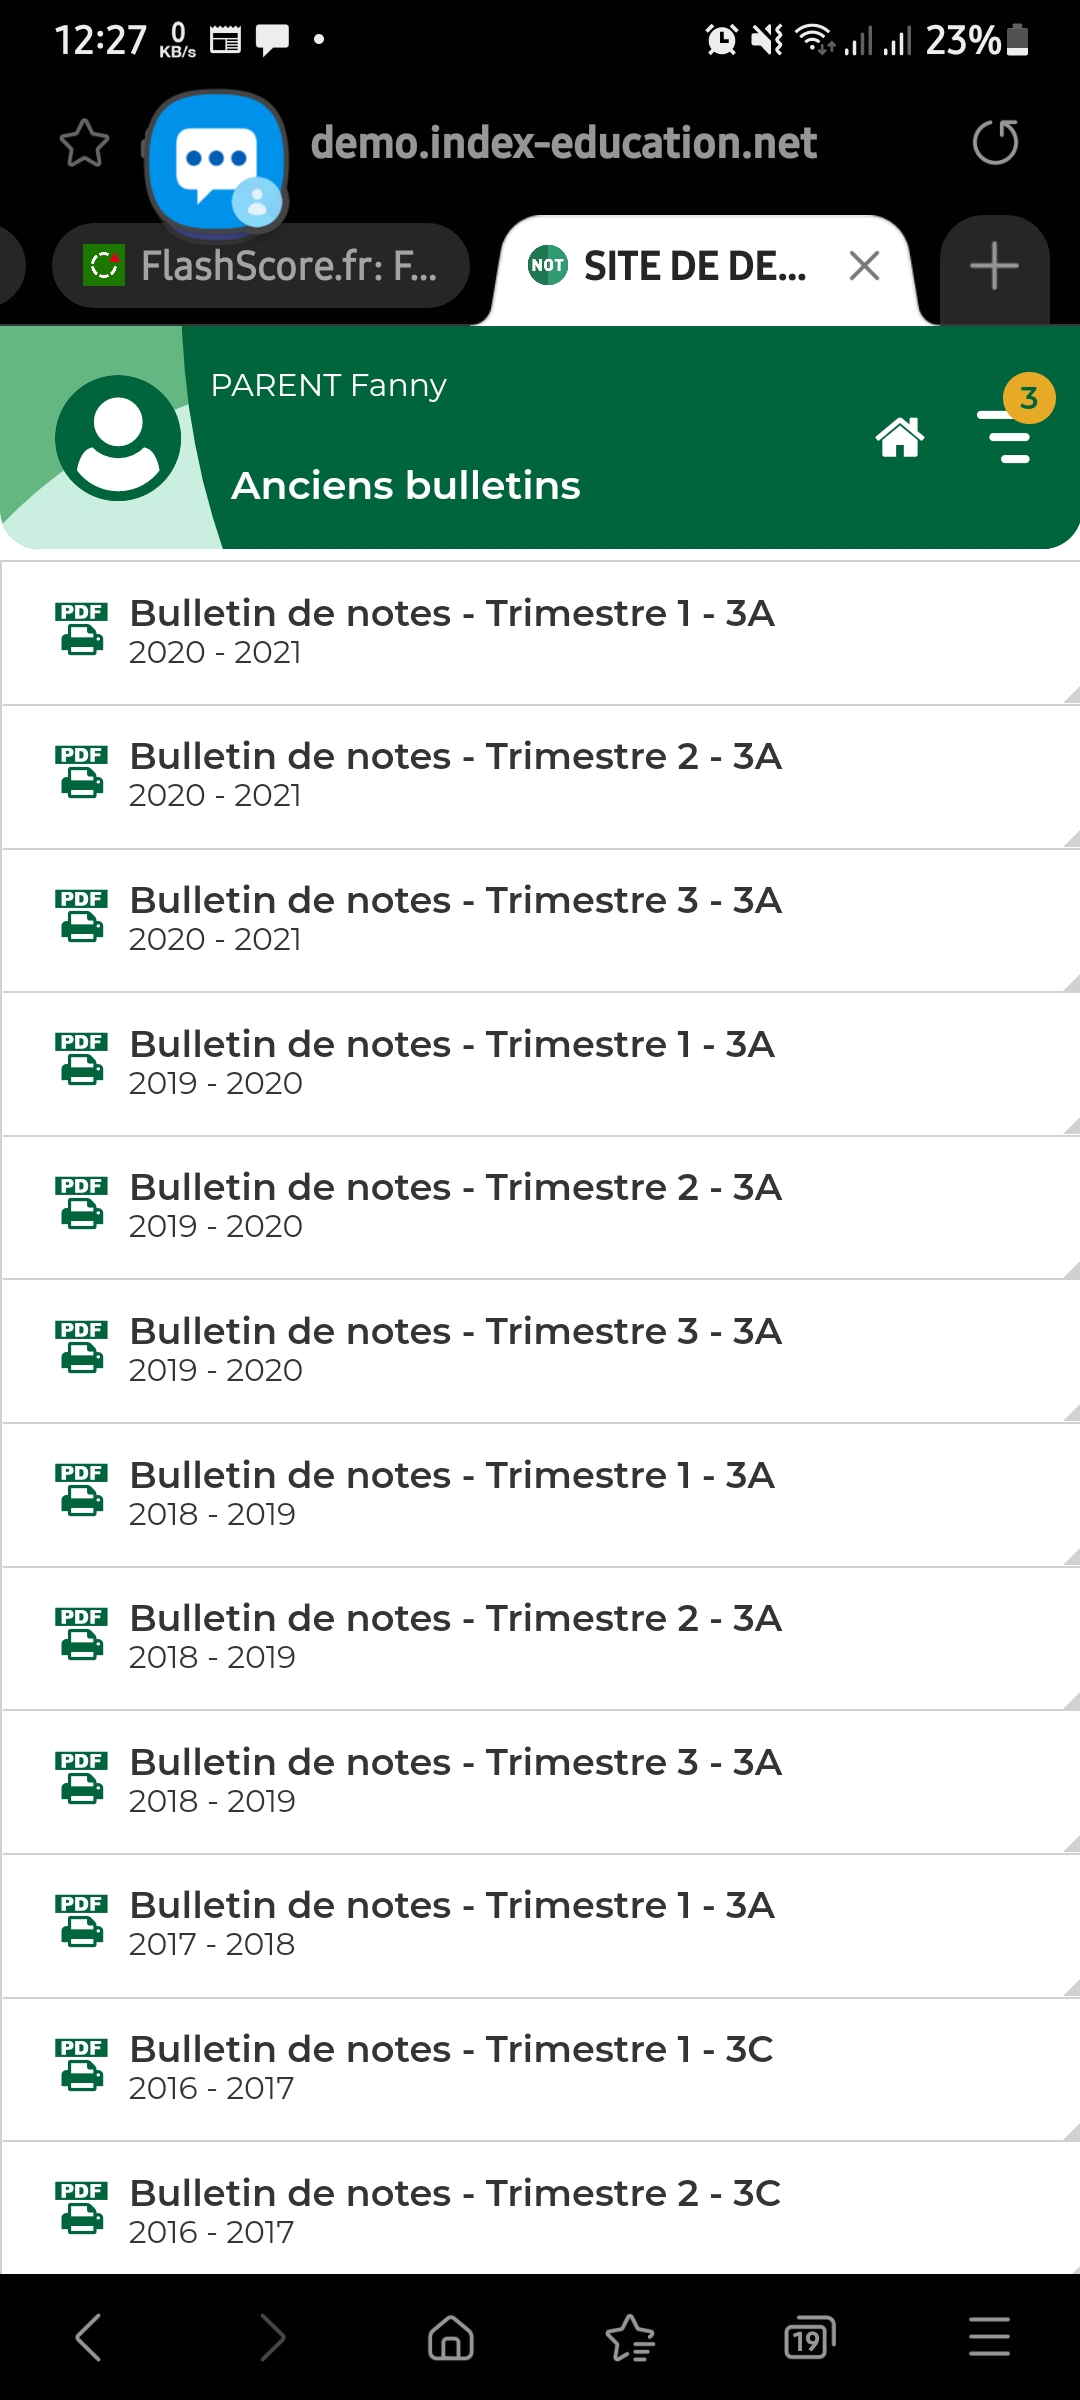 12:27 0 KB/s 23%
demo.index-education.net
FlashScore.fr: F... NOT SITE DE DE...
PARENT Fanny
3
Anciens bulletins
PDF Bulletin de notes - Trimestre 1 - 3A
2020 - 2021
PDF Bulletin de notes - Trimestre 2 - 3A
2020 - 2021
PDF Bulletin de notes - Trimestre 3 - 3A
2020 - 2021
PDF Bulletin de notes - Trimestre 1 - 3A
2019 - 2020
PDF Bulletin de notes - Trimestre 2 - 3A
2019 - 2020
PDF Bulletin de notes - Trimestre 3 - 3A
2019 - 2020
PDF Bulletin de notes - Trimestre 1 - 3A
2018 - 2019
PDF Bulletin de notes - Trimestre 2 - 3A
2018 - 2019
PDF Bulletin de notes - Trimestre 3 - 3A
2018 - 2019
PDF Bulletin de notes - Trimestre 1 - 3A
2017 - 2018
PDF Bulletin de notes - Trimestre 1 - 3C
2016 - 2017
PDF Bulletin de notes - Trimestre 2 - 3C
2016 - 2017
19